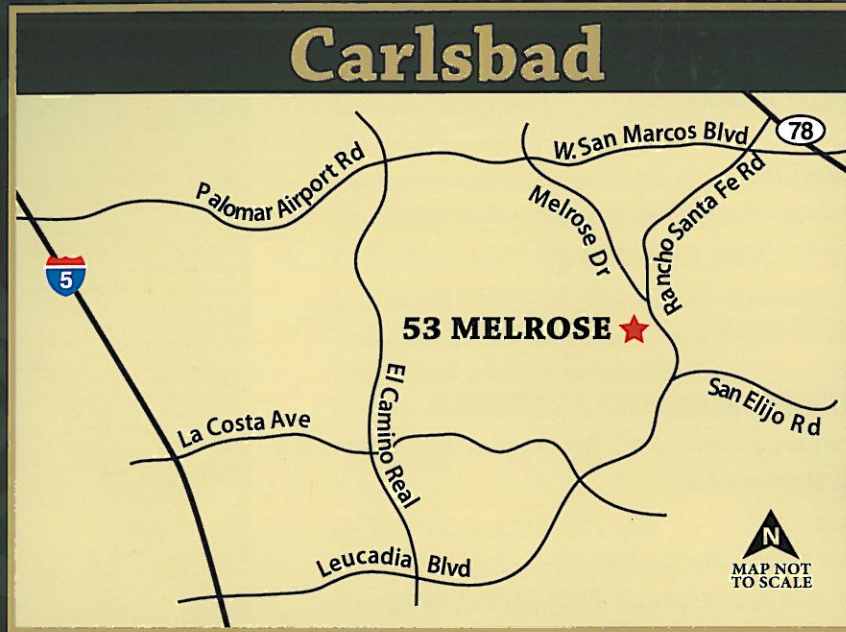 Carlsbad
78
W. San Marcos Blvd
Palomar Airport Rd
Melrose Dr
Rancho Santa Fe Rd
5
53 MELROSE
El Camino Real
San Elijo Rd
La Costa Ave
Leucadia Blvd
N
MAP NOT
TO SCALE